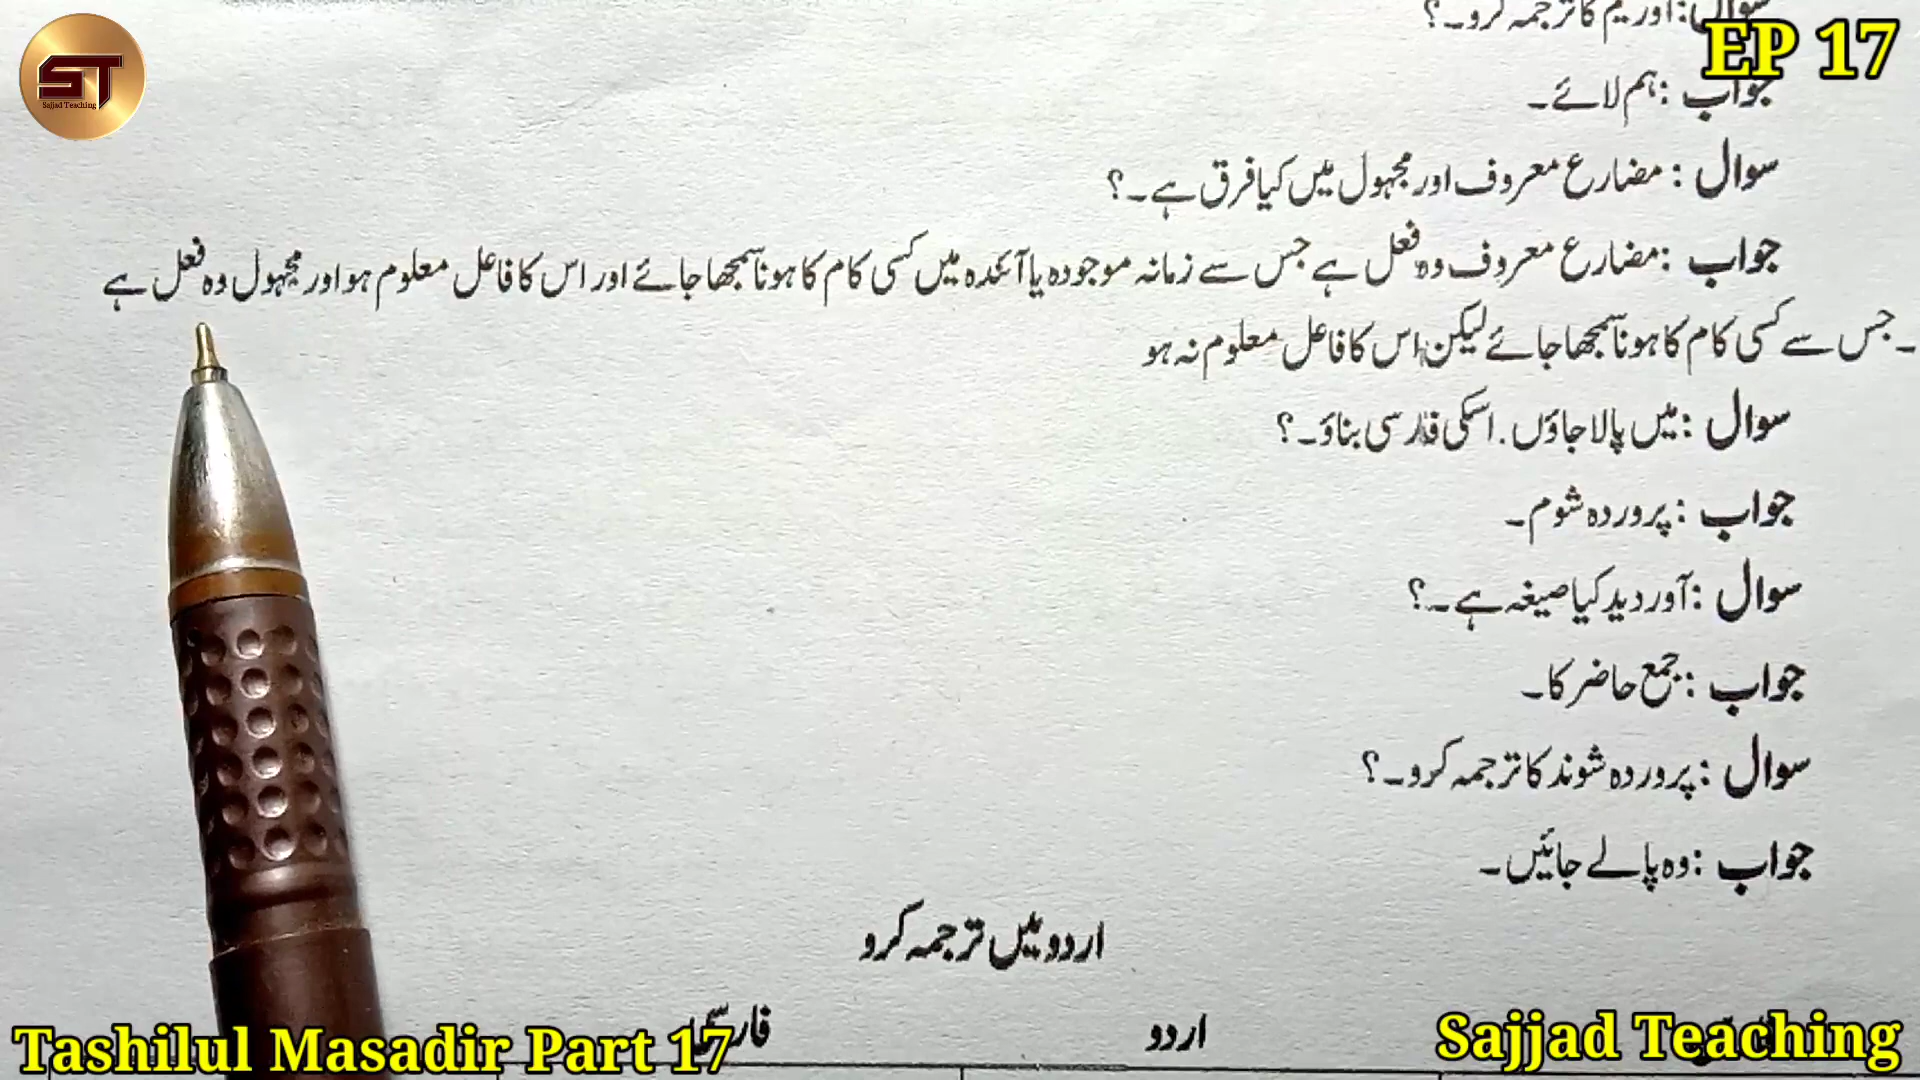 سوال: اوریم کا ترجمہ کرو۔؟
EP 17
ST
Sajjad Teaching
جواب :ہم لائے۔
سوال : مضارع معروف اور مجہول میں کیا فرق ہے۔؟
جواب :مضارع معروف وہ فعل ہے جس سے زمانہ موجودہ یا آئندہ میں کسی کام کا ہونا سمجھا جائے اور اس کا فاعل معلوم ہو اور مجہول وہ فعل ہے
۔ جس سے کسی کام کا ہونا سمجھا جائے لیکن اس کا فاعل معلوم نہ ہو
سوال :میں پالا جاؤں. اسکی فارسی بناؤ۔؟
جواب : پروردہ شوم۔
سوال :آوردید کیا صیغہ ہے۔؟
جواب :جمع حاضر کا۔
سوال : پروردہ شوند کا ترجمہ کرو۔؟
جواب :وہ پالے جائیں۔
اردو میں ترجمہ کرو
اردو فارسی
Tashilul Masadir Part 17
Sajjad Teaching